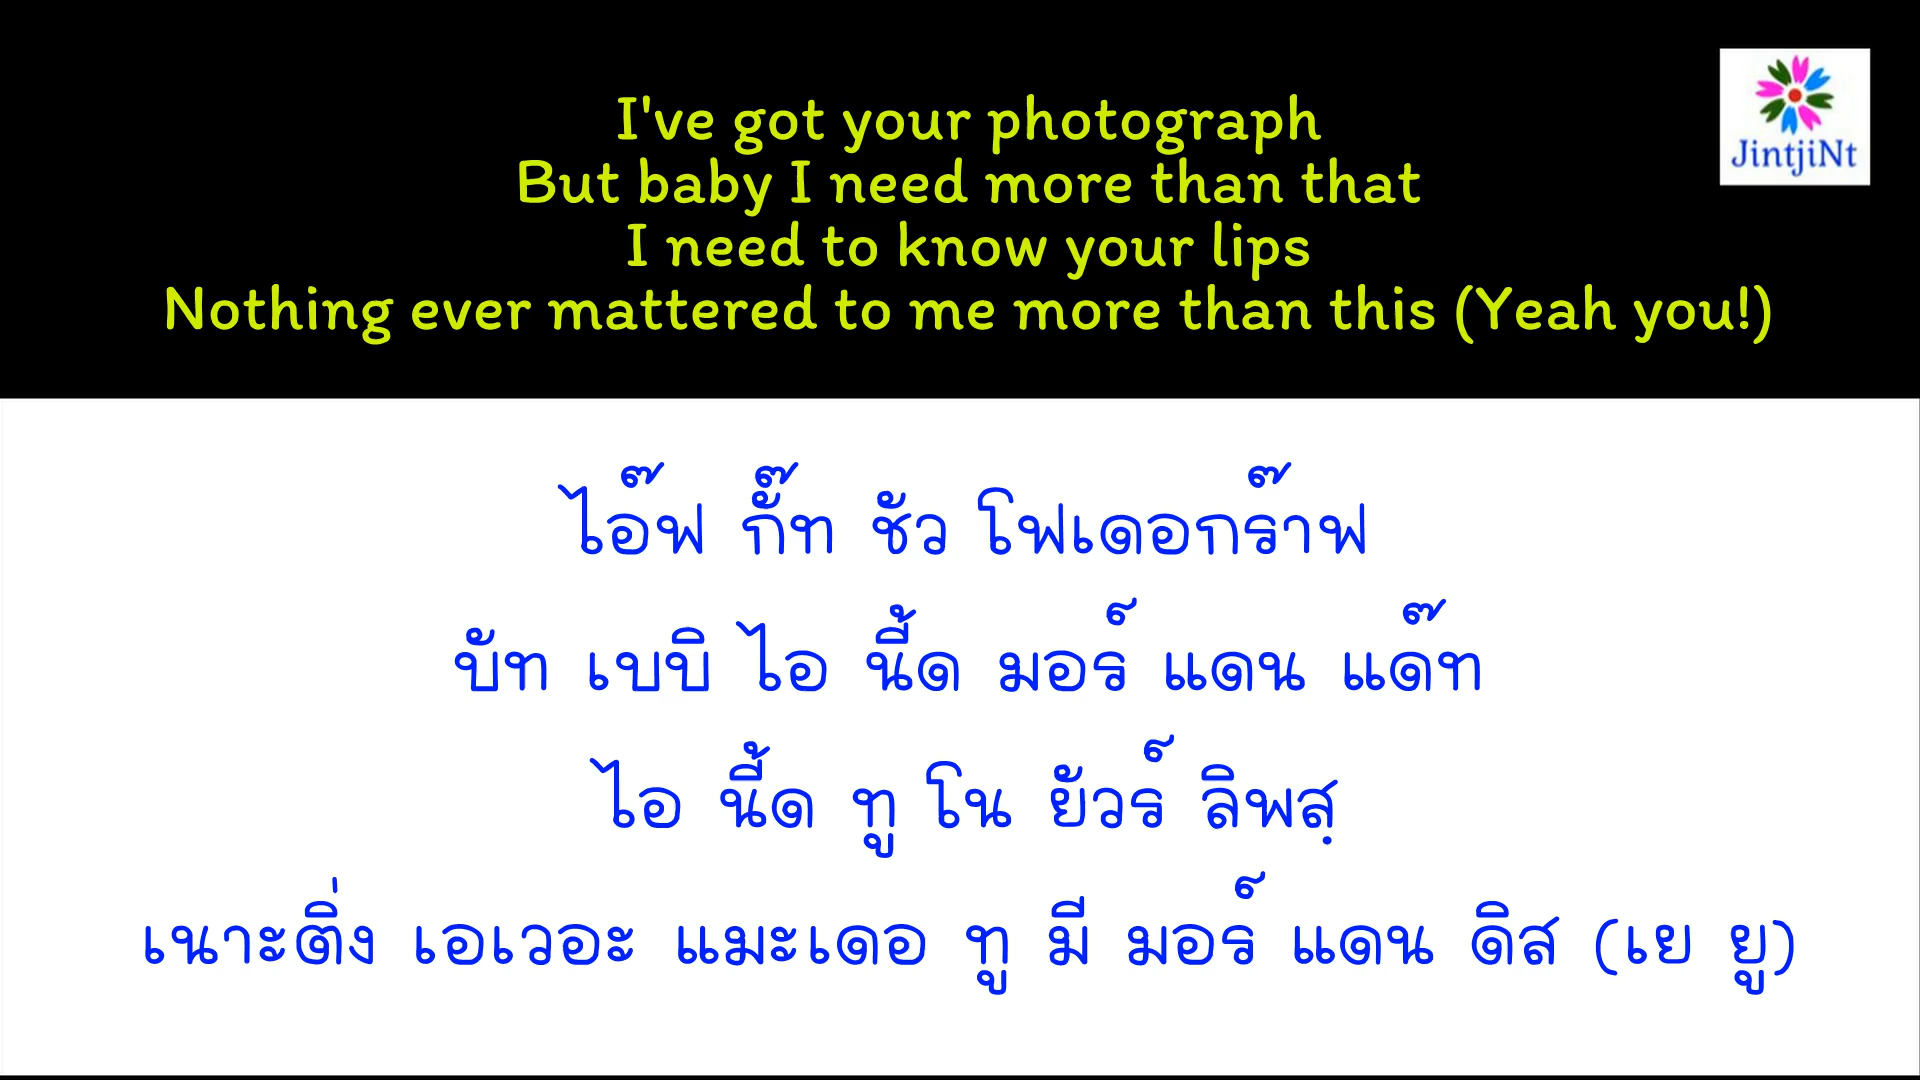 I've got your photograph
But baby I need more than that
I need to know your lips
Nothing ever mattered to me more than this (Yeah you!)
JintjiNt
ไอ๊ฟ กั๊ท ชัว โฟเดอกร๊าฟ
บัท เบบิ ไอ นี้ด มอร์ แดน แด๊ท
ไอ นี้ด ทู โน ยัวร์ ลิพสฺ
เนาะติ่ง เอเวอะ แมะเดอ ทู มี มอร์ แดน ดิส (เย ยู)